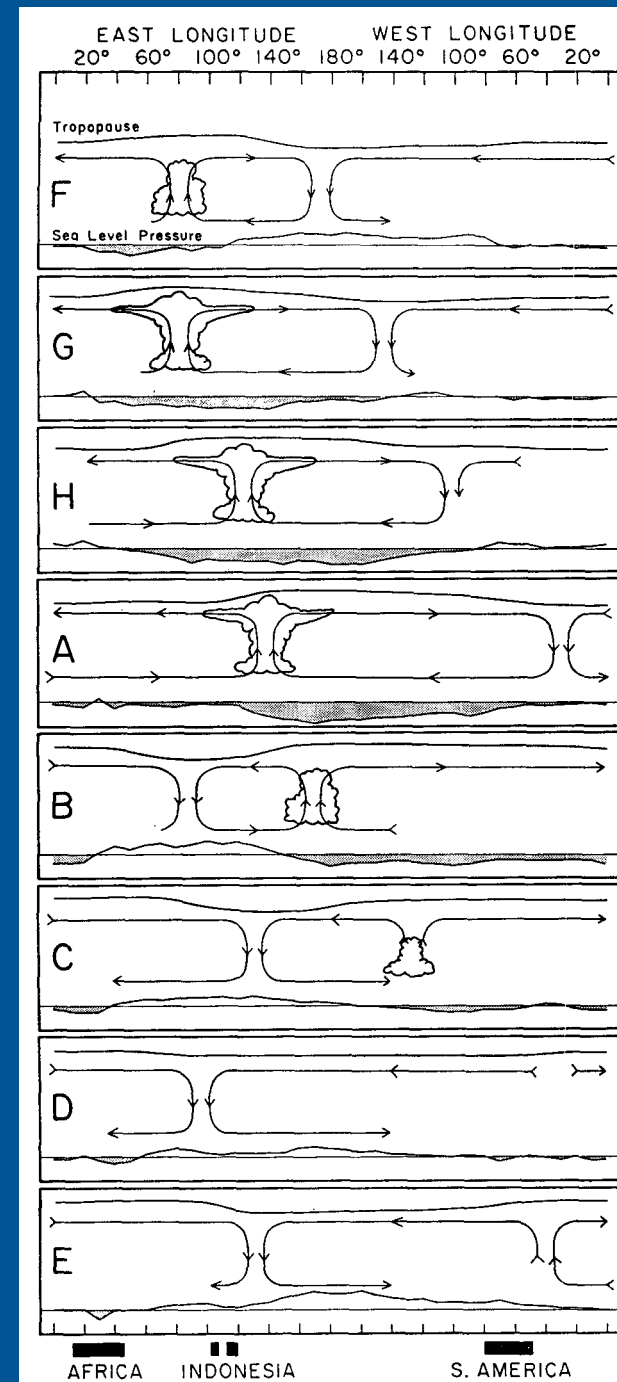 EAST LONGITUDE WEST LONGITUDE
20° 60° 100° 140° 180° 140° 100° 60° 20°
Tropopause
F
Sea Level Pressure
G
H
A
B
C
D
E
AFRICA INDONESIA S. AMERICA